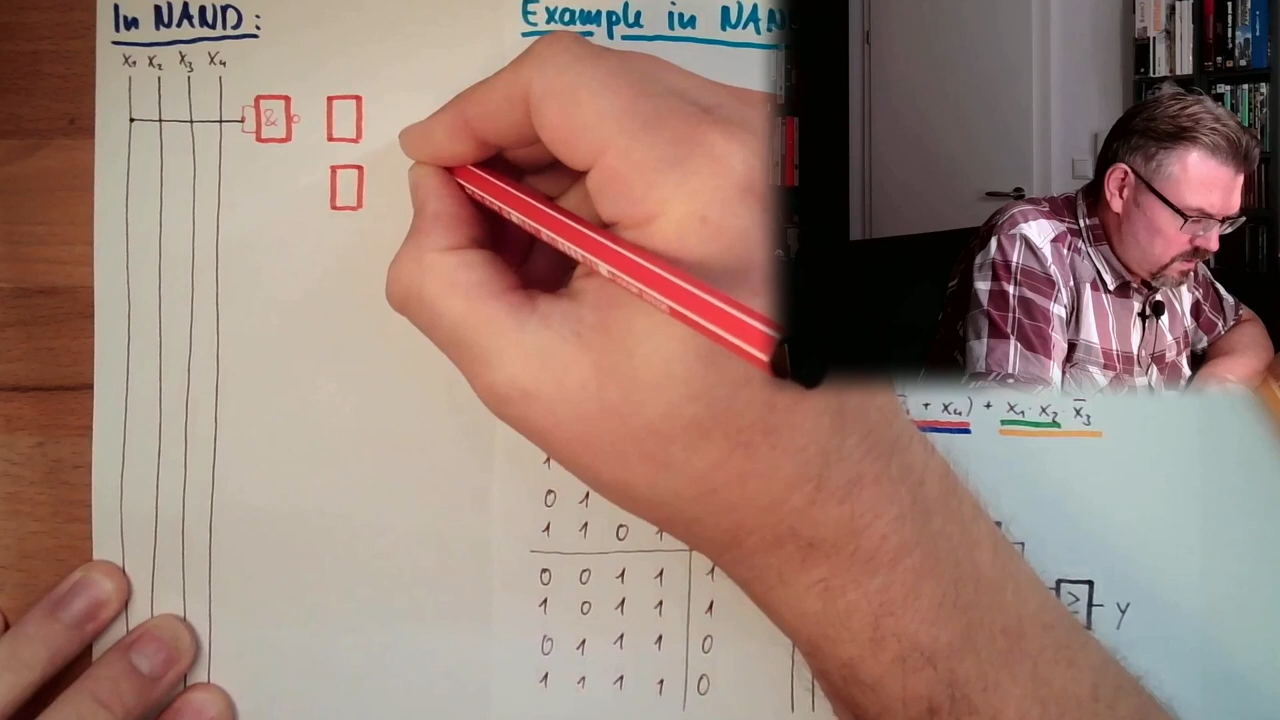 In NAND:
x₁ x₂ x₃ x₄
&
Example in NAN
+ x₄) + x₁ · x₂ · x̄₃
1
0 1
1 1 0 1
0 0 1 1 1
1 0 1 1 1
0 1 1 1 0
1 1 1 1 0
≥ y